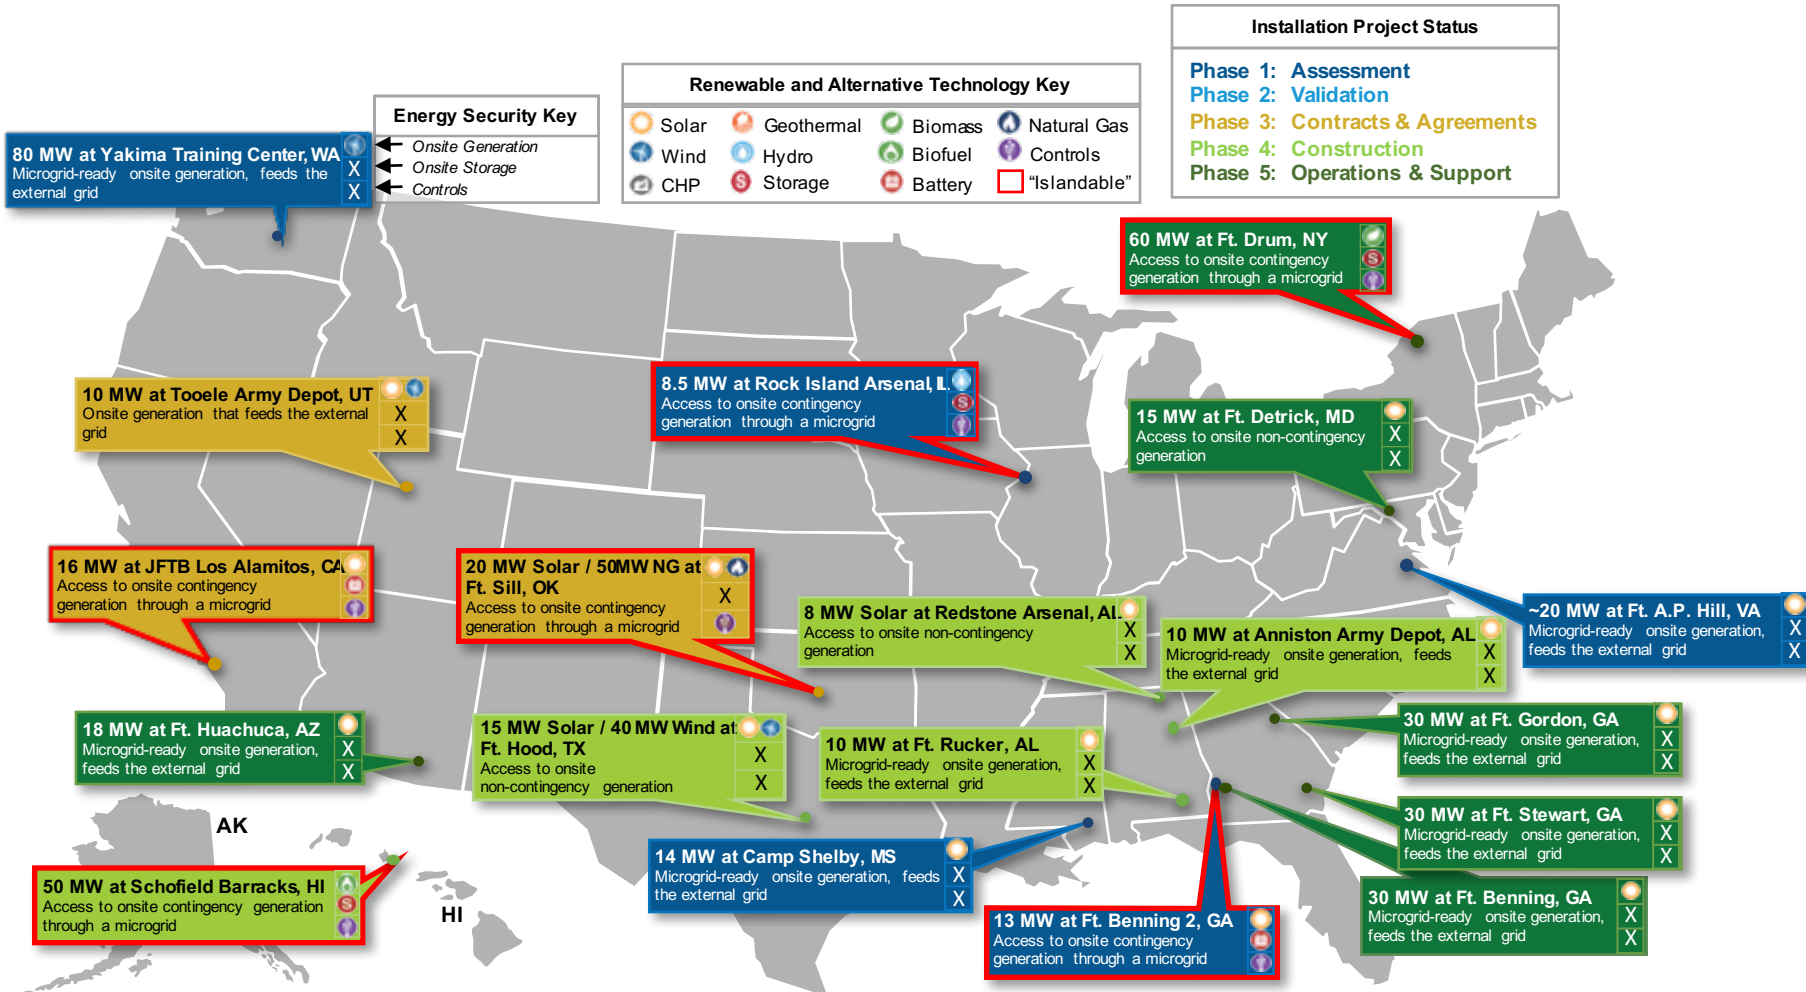 Installation Project Status
Phase 1: Assessment
Phase 2: Validation
Phase 3: Contracts & Agreements
Phase 4: Construction
Phase 5: Operations & Support
Renewable and Alternative Technology Key
Solar
Geothermal
Biomass
Natural Gas
Wind
Hydro
Biofuel
Controls
CHP
S
Storage
Battery
"Islandable"
Energy Security Key
Onsite Generation
Onsite Storage
Controls
80 MW at Yakima Training Center, WA
Microgrid-ready onsite generation, feeds the
external grid
X
X
60 MW at Ft. Drum, NY
Access to onsite contingency
generation through a microgrid
S
10 MW at Tooele Army Depot, UT
Onsite generation that feeds the external
grid
X
X
8.5 MW at Rock Island Arsenal, IL
Access to onsite contingency
generation through a microgrid
S
15 MW at Ft. Detrick, MD
Access to onsite non-contingency
generation
X
X
16 MW at JFTB Los Alamitos, CA
Access to onsite contingency
generation through a microgrid
20 MW Solar / 50MW NG at
Ft. Sill, OK
Access to onsite contingency
generation through a microgrid
X
8 MW Solar at Redstone Arsenal, AL
Access to onsite non-contingency
generation
X
X
10 MW at Anniston Army Depot, AL
Microgrid-ready onsite generation, feeds
the external grid
X
X
~20 MW at Ft. A.P. Hill, VA
Microgrid-ready onsite generation,
feeds the external grid
X
X
18 MW at Ft. Huachuca, AZ
Microgrid-ready onsite generation,
feeds the external grid
X
X
15 MW Solar / 40 MW Wind at
Ft. Hood, TX
Access to onsite
non-contingency generation
X
X
10 MW at Ft. Rucker, AL
Microgrid-ready onsite generation,
feeds the external grid
X
X
30 MW at Ft. Gordon, GA
Microgrid-ready onsite generation,
feeds the external grid
X
X
30 MW at Ft. Stewart, GA
Microgrid-ready onsite generation,
feeds the external grid
X
X
AK
14 MW at Camp Shelby, MS
Microgrid-ready onsite generation, feeds
the external grid
X
X
50 MW at Schofield Barracks, HI
Access to onsite contingency generation
through a microgrid
S
HI
13 MW at Ft. Benning 2, GA
Access to onsite contingency
generation through a microgrid
30 MW at Ft. Benning, GA
Microgrid-ready onsite generation,
feeds the external grid
X
X